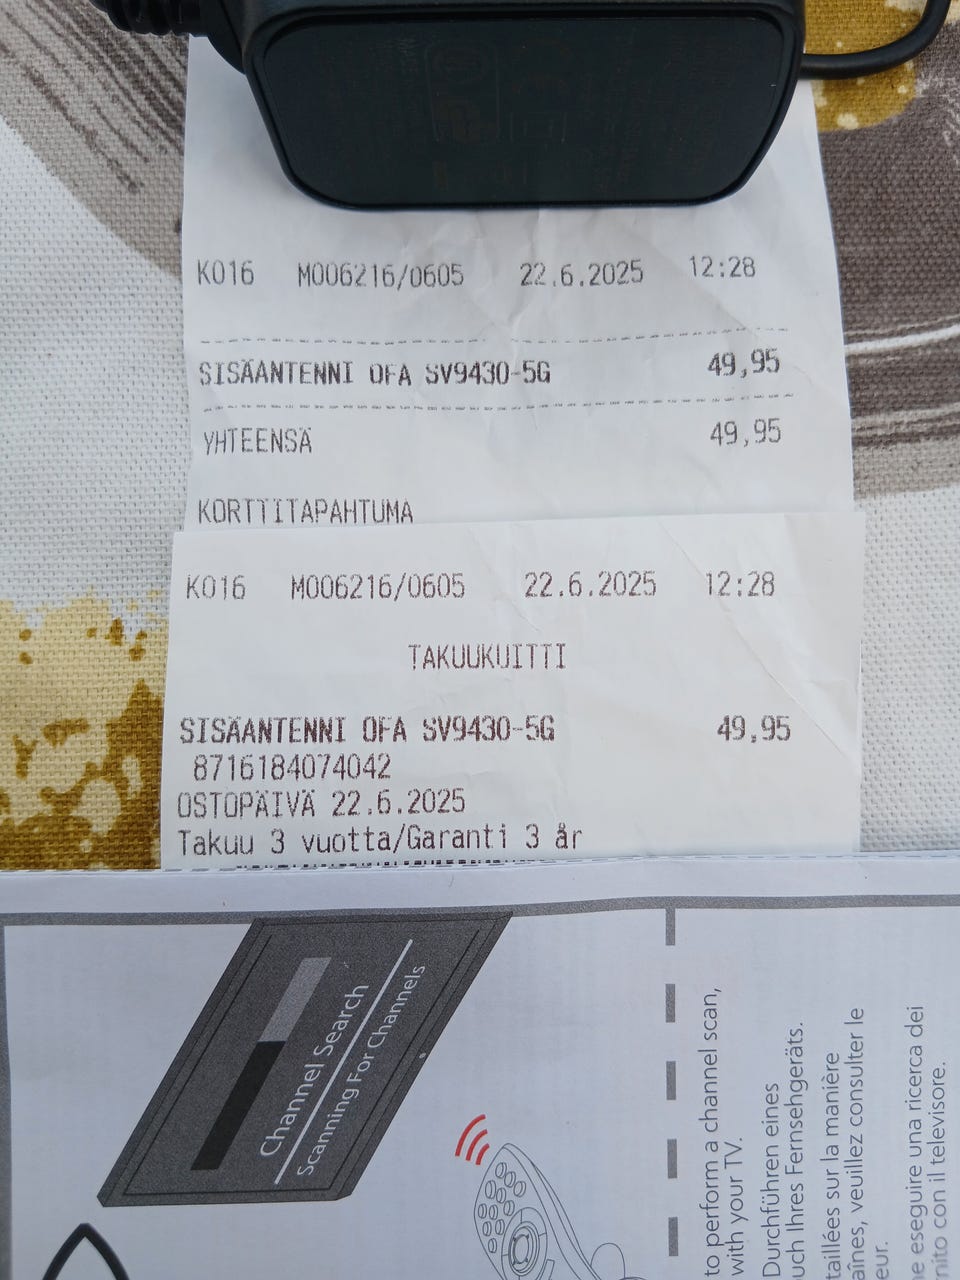 K016 M006216/0605 22.6.2025 12:28
SISÄANTENNI OFA SV9430-5G 49,95
YHTEENSÄ 49,95
KORTTITAPAHTUMA
K016 M006216/0605 22.6.2025 12:28
TAKUUKUITTI
SISÄANTENNI OFA SV9430-5G 49,95
8716184074042
OSTOPÄIVÄ 22.6.2025
Takuu 3 vuotta/Garanti 3 år
Channel Search
Scanning For Channels
to perform a channel scan,
with your TV.
Durchführen eines
uch Ihres Fernsehgeräts.
taillées sur la manière
aînes, veuillez consulter le
eur.
e eseguire una ricerca dei
nito con il televisore.